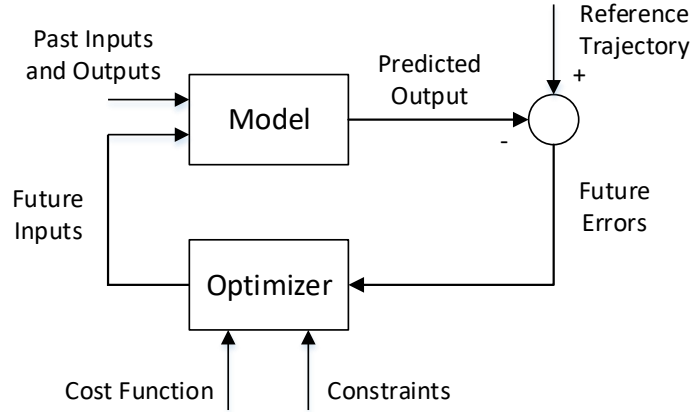 Reference
Trajectory
Past Inputs
and Outputs
Predicted
Output
+
Model
-
Future
Inputs
Future
Errors
Optimizer
Cost Function
Constraints